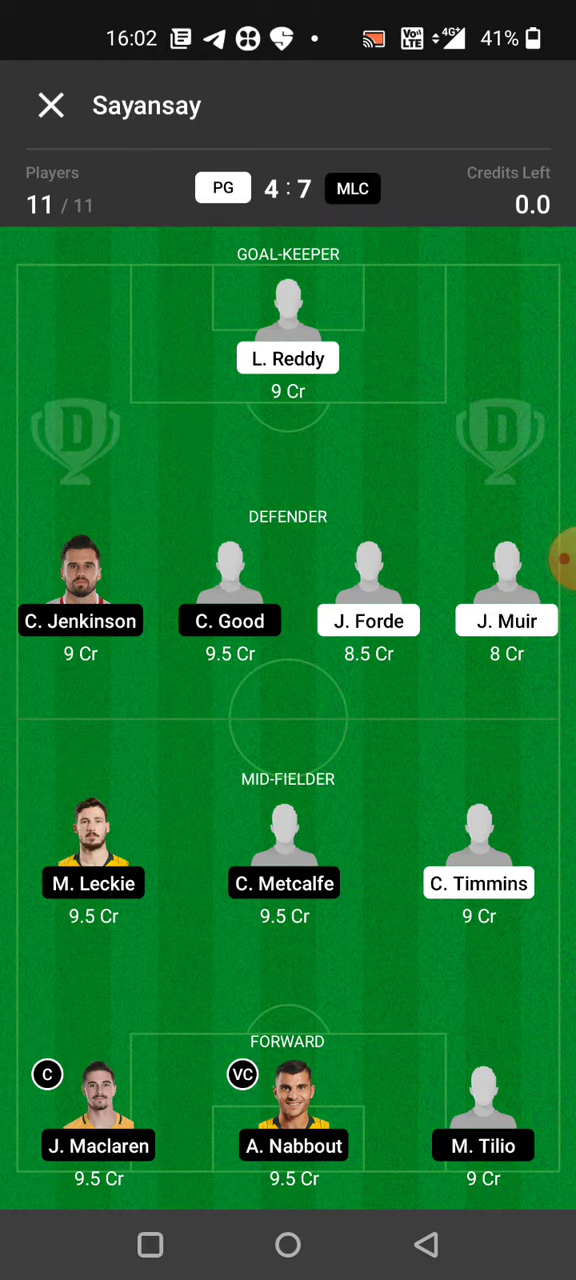 16:02 Vo LTE 4G+ 41%
Sayansay
Players
Credits Left
11 / 11
PG 4 : 7 MLC
0.0
GOAL-KEEPER
L. Reddy
9 Cr
D D
DEFENDER
C. Jenkinson C. Good J. Forde J. Muir
9 Cr 9.5 Cr 8.5 Cr 8 Cr
MID-FIELDER
M. Leckie C. Metcalfe C. Timmins
9.5 Cr 9.5 Cr 9 Cr
FORWARD
C VC
J. Maclaren A. Nabbout M. Tilio
9.5 Cr 9.5 Cr 9 Cr